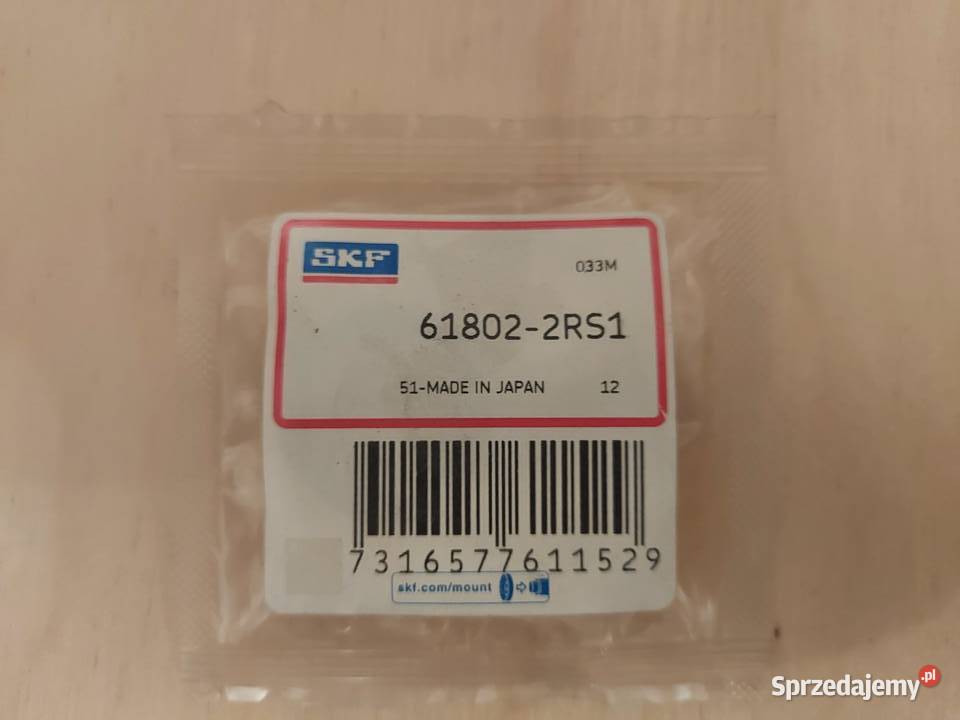 SKF
033M
61802-2RS1
51-MADE IN JAPAN 12
7316577611529
skf.com/mount
Sprzedajemy.pl